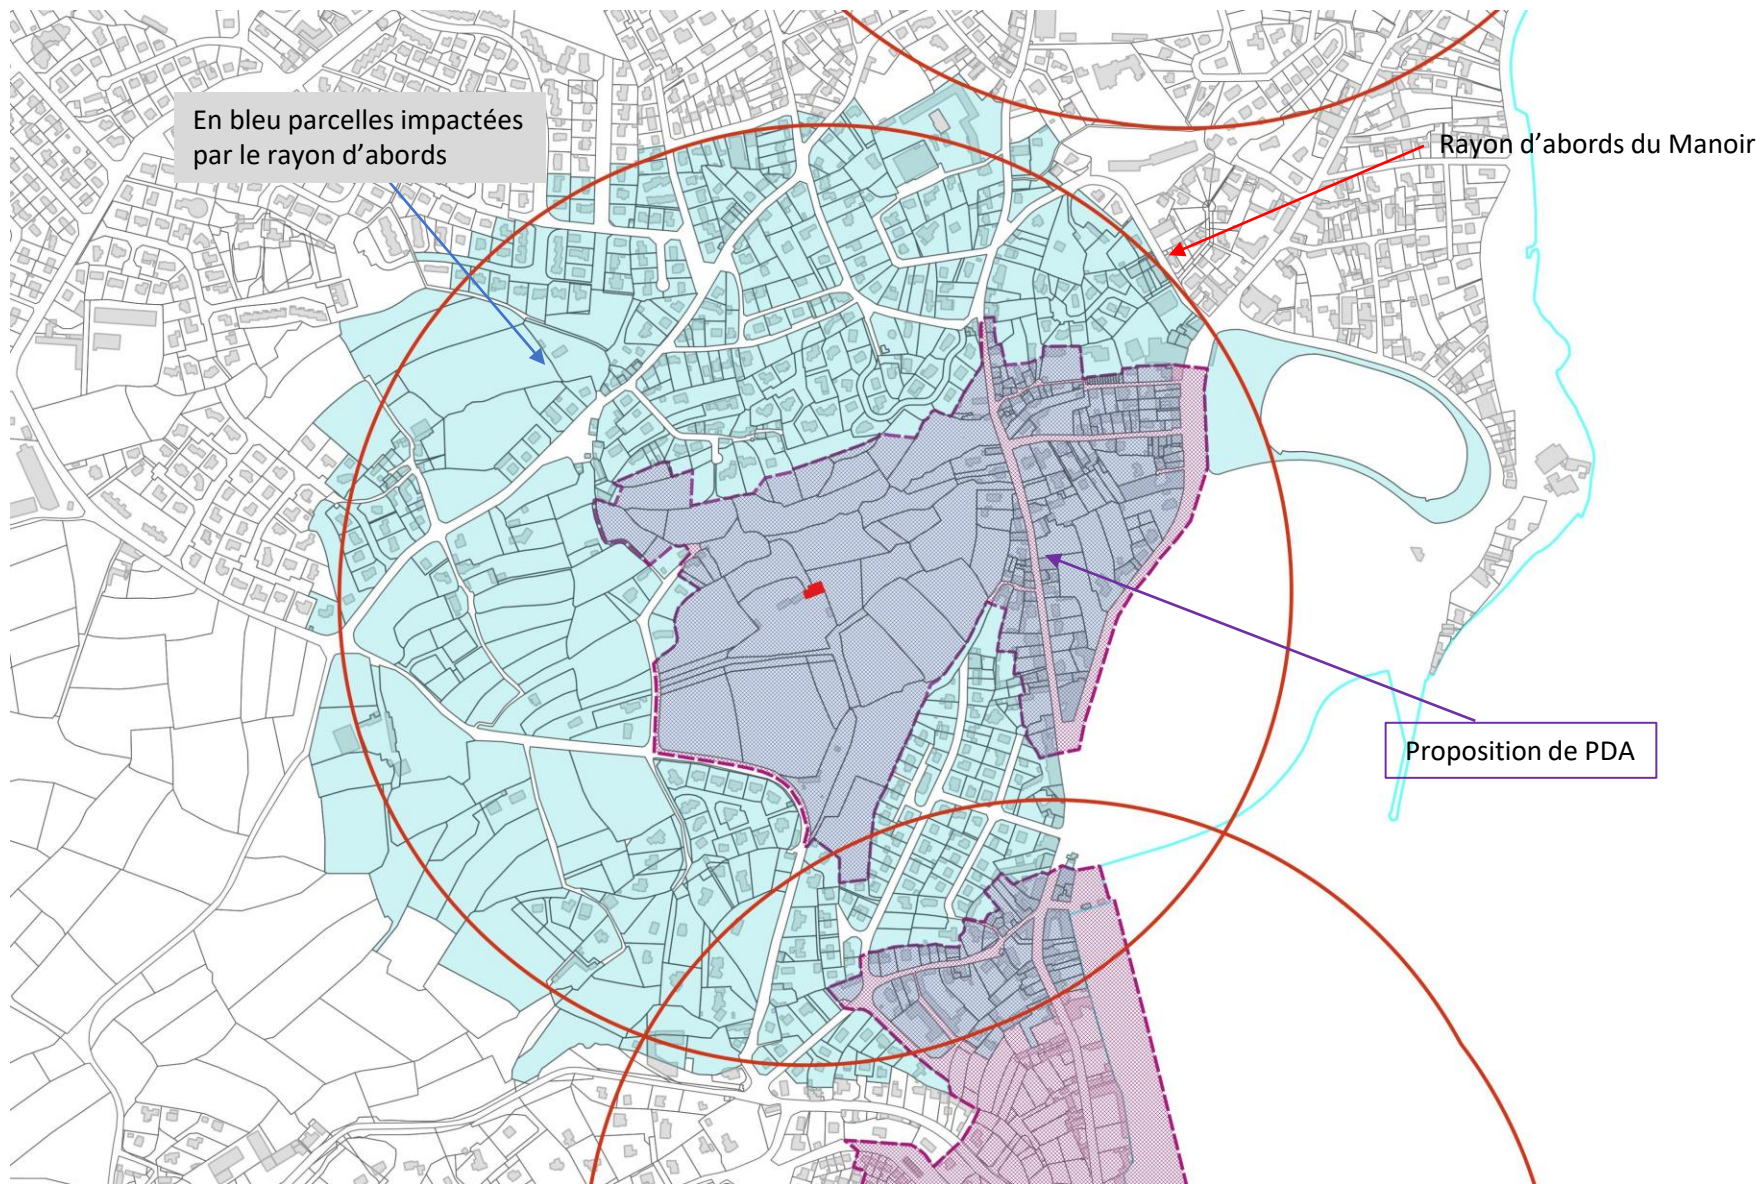 En bleu parcelles impactées
par le rayon d’abords
Rayon d’abords du Manoir
Proposition de PDA